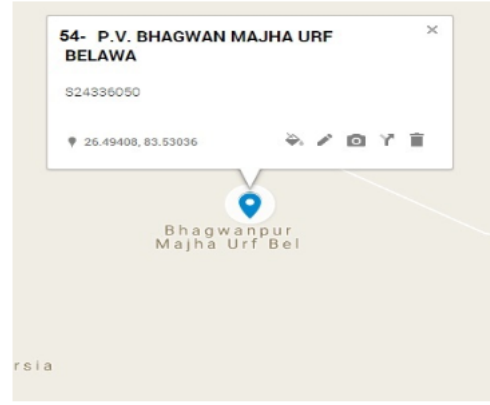 54- P.V. BHAGWAN MAJHA URF
BELAWA
S24336050
26.49408, 83.53036
Bhagwanpur
Majha Urf Bel
rsia